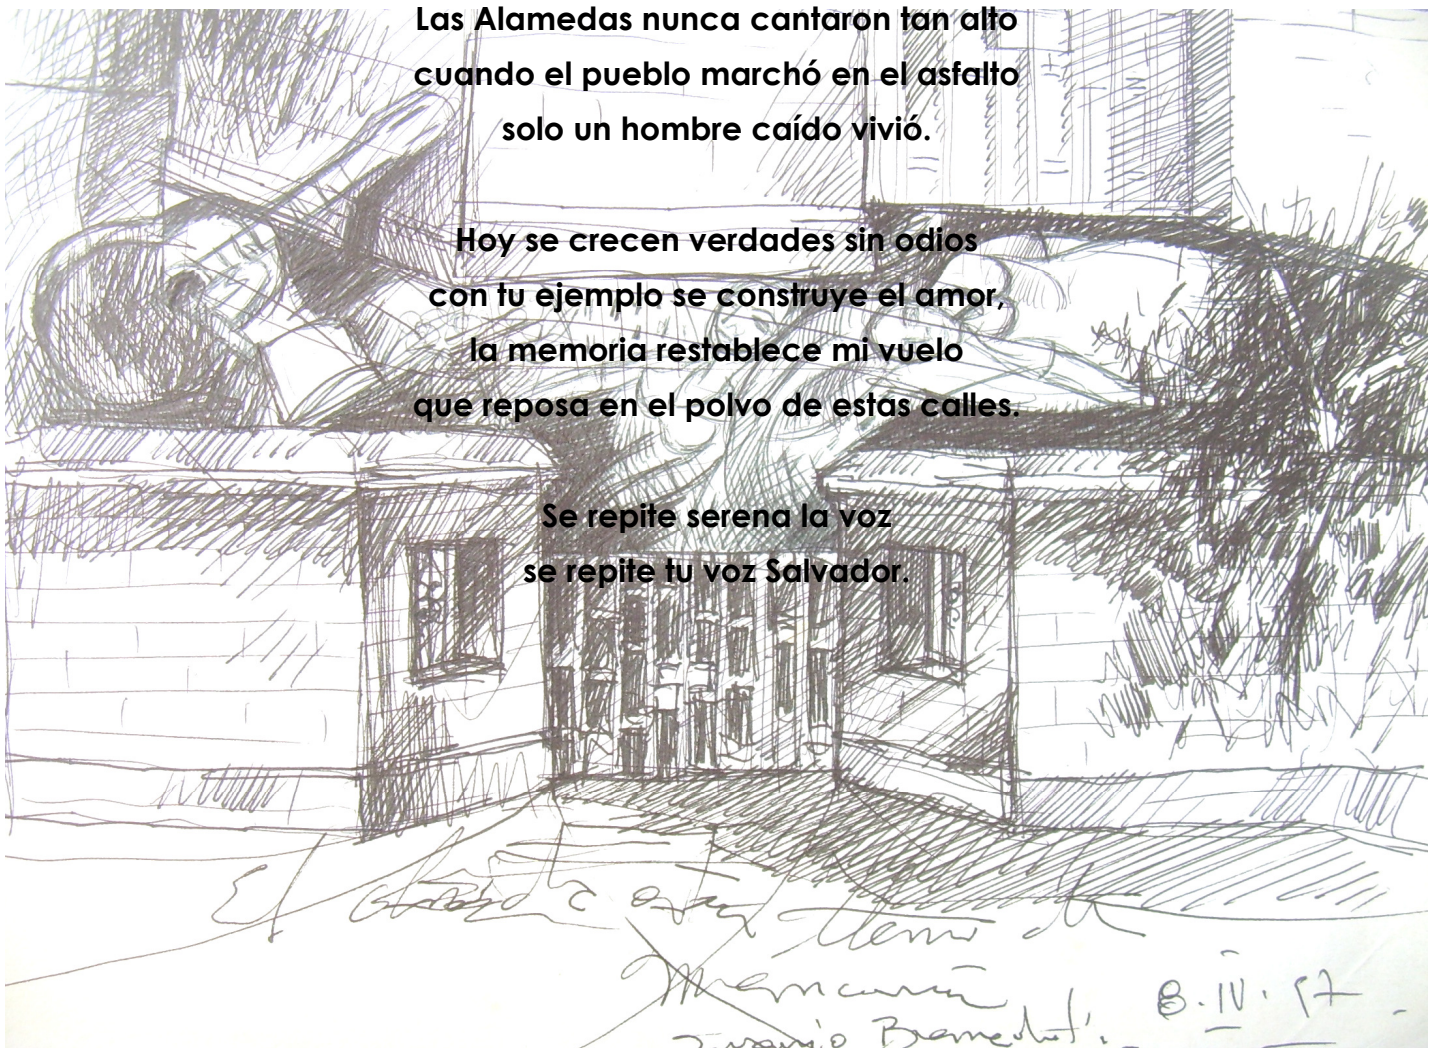 Las Alamedas nunca cantaron tan alto
cuando el pueblo marchó en el asfalto
solo un hombre caído vivió.
Hoy se crecen verdades sin odios
con tu ejemplo se construye el amor,
la memoria restablece mi vuelo
que reposa en el polvo de estas calles.
Se repite serena la voz
se repite tu voz Salvador.
El está
8.IV.97